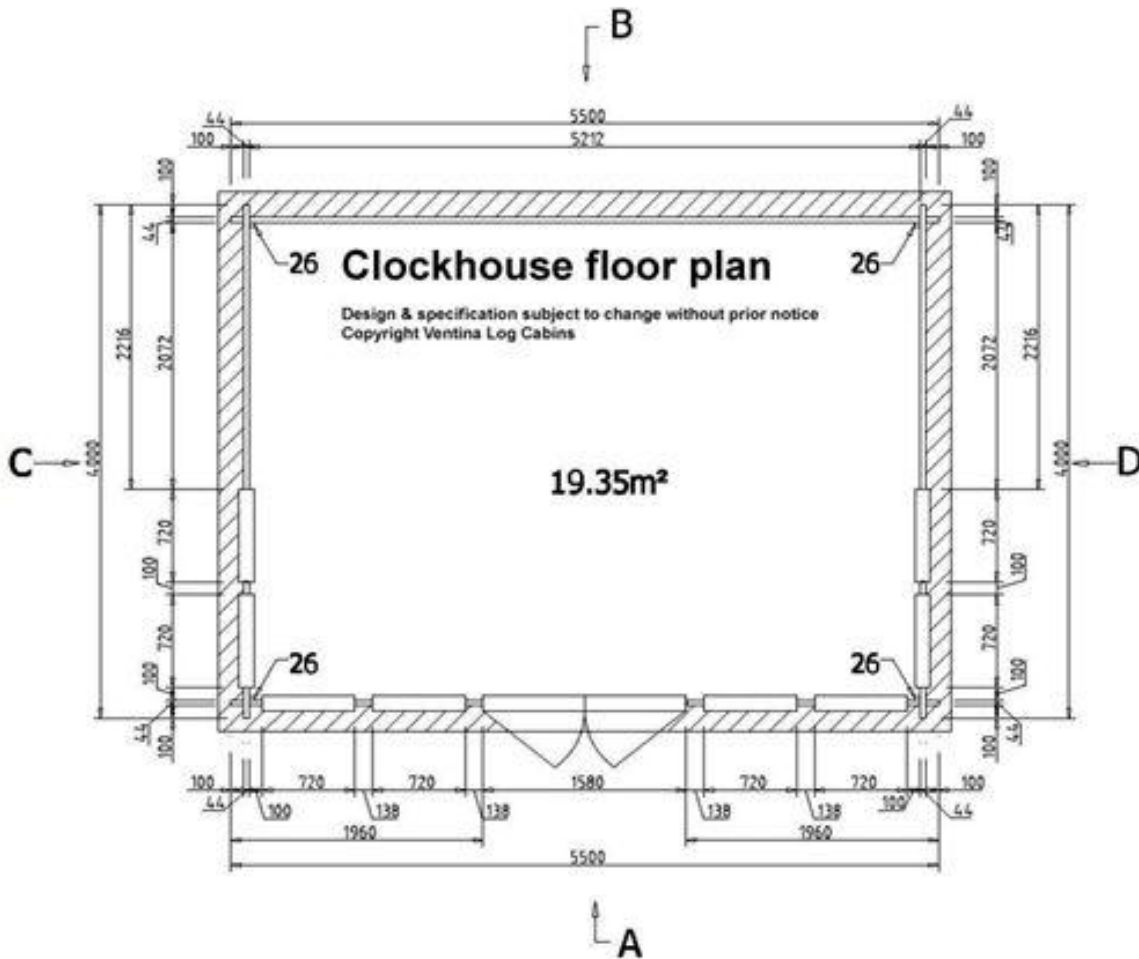 B
5500
44 44
100 5212 100
100 100
44 44
26 Clockhouse floor plan 26
Design & specification subject to change without prior notice
Copyright Ventina Log Cabins
2216 2072 2072 2216
C 4000 4000 D
19.35m²
720 720
100 100
720 720
26 26
100 100
44 44
100 100
100 720 720 1580 720 720 100
44 100 138 138 138 138 100 44
1960 1960
5500
A